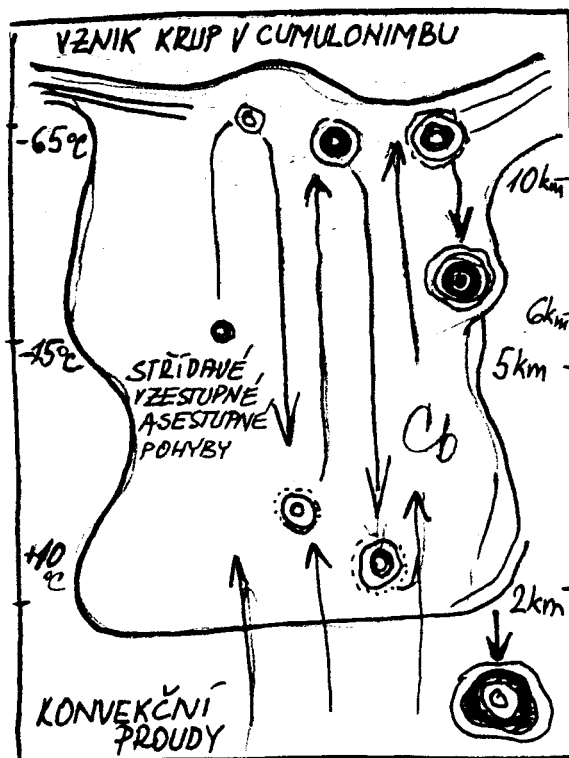 VZNIK KRUP V CUMULONIMBU
-65°C
10km
6km
-15°C
5km
STŘÍDAVÉ
VZESTUPNÉ
A SESTUPNÉ
POHYBY
Cb
+10
°C
2km
KONVEKČNÍ
PROUDY